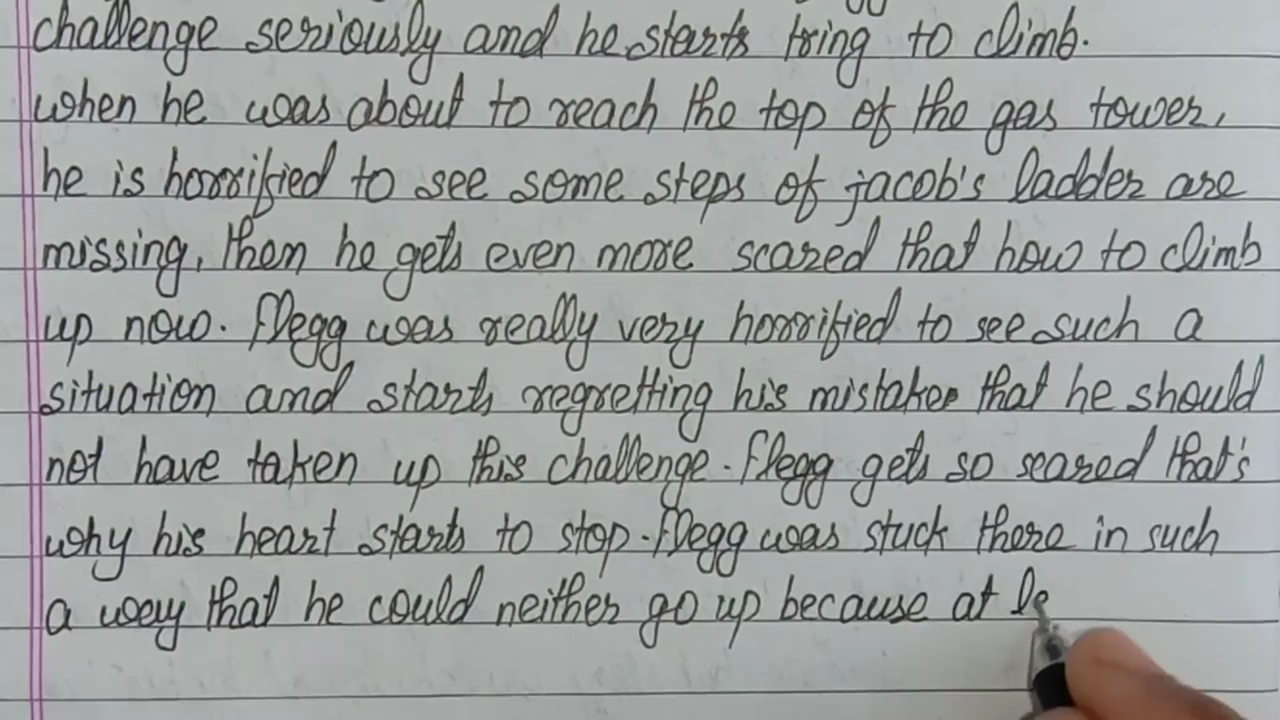 challenge seriously and he starts tring to climb.
when he was about to reach the top of the gas tower,
he is horrified to see some steps of jacob's ladder are
missing, then he gets even more scared that how to climb
up now. Flegg was really very horrified to see such a
situation and starts regretting his mistakes that he should
not have taken up this challenge. Flegg gets so scared that's
why his heart starts to stop. Flegg was stuck there in such
a way that he could neither go up because at le